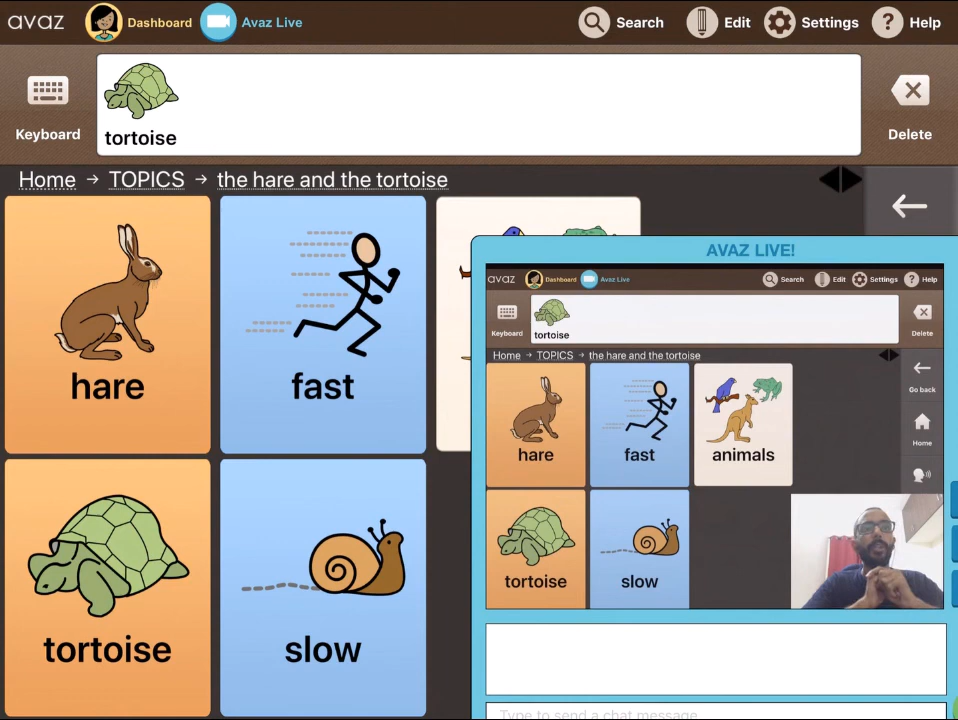 avaz Dashboard Avaz Live Search Edit Settings ? Help
Keyboard
tortoise
Delete
Home → TOPICS → the hare and the tortoise
hare
fast
tortoise
slow
AVAZ LIVE!
avaz Dashboard Avaz Live Search Edit Settings ? Help
Keyboard
tortoise
Delete
Home → TOPICS → the hare and the tortoise
Go back
Home
hare
fast
animals
tortoise
slow
Type to send a chat message